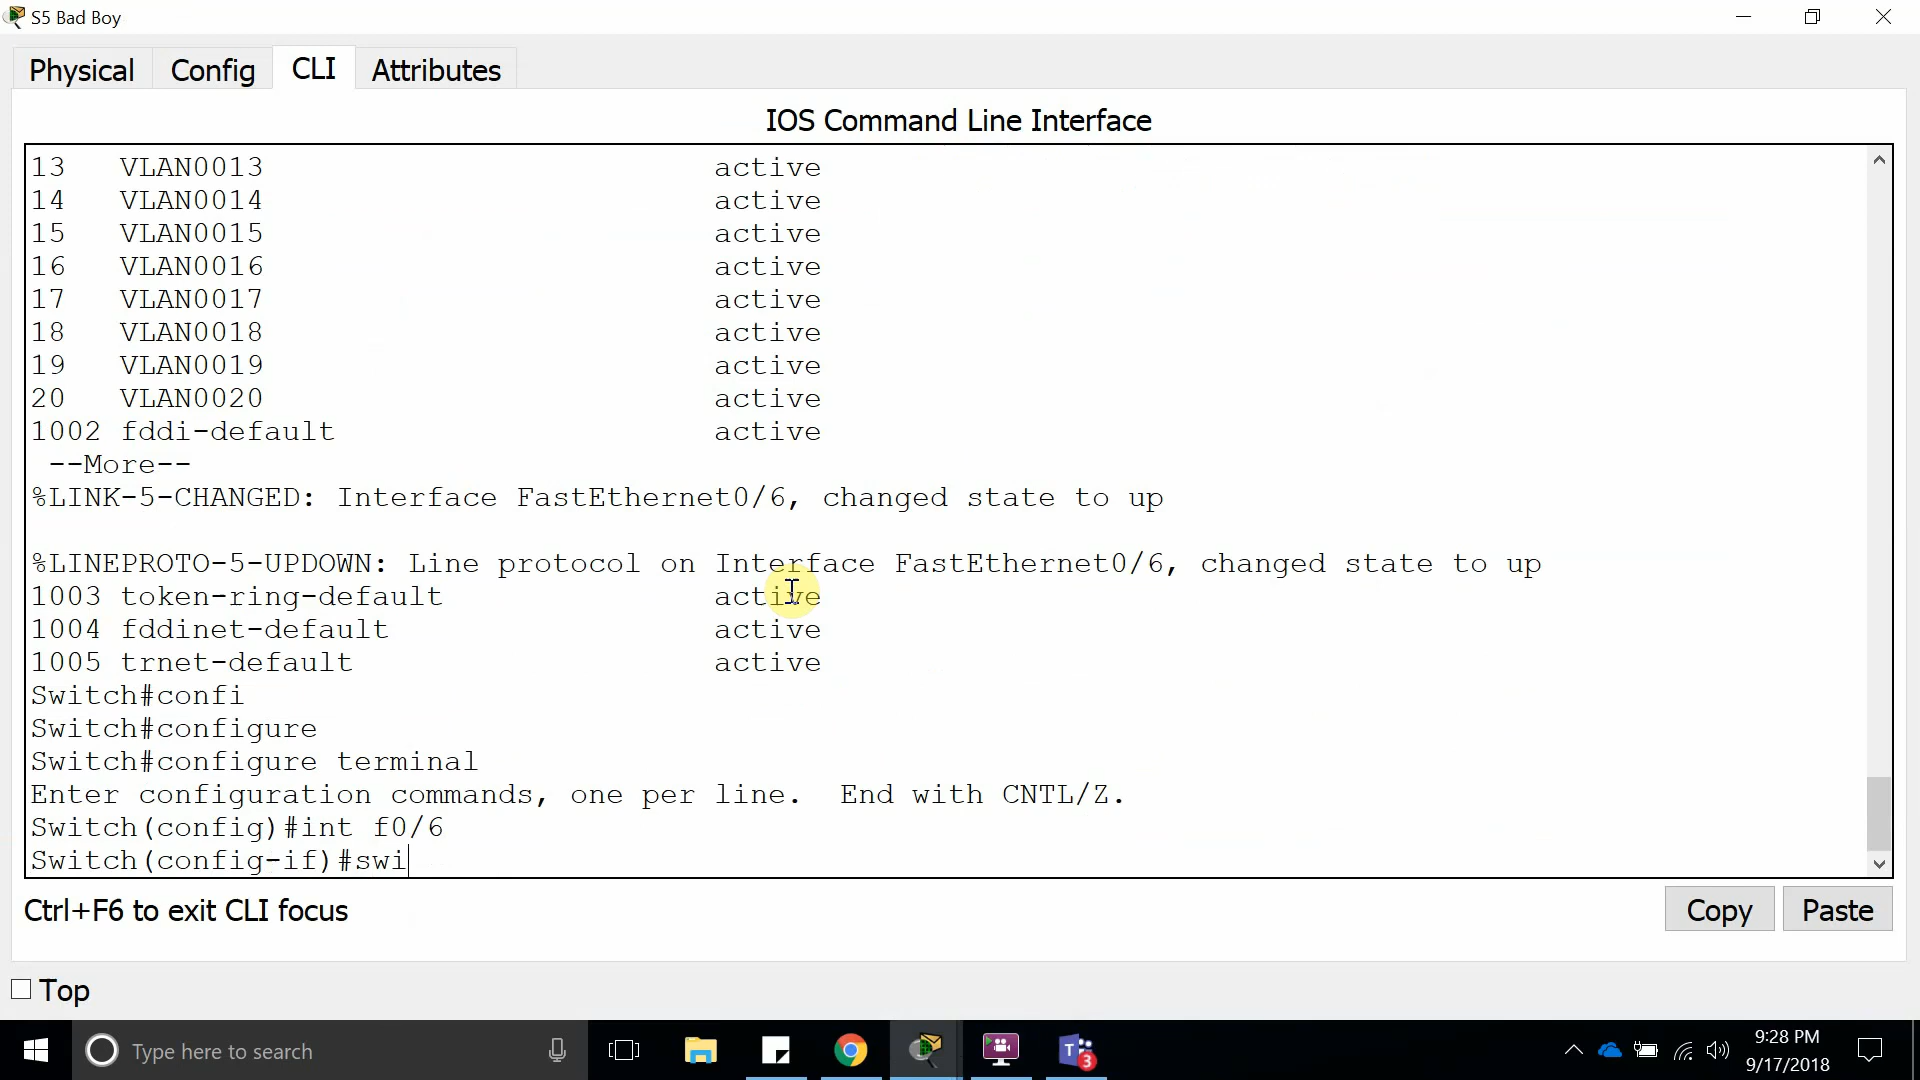 S5 Bad Boy
Physical Config CLI Attributes
IOS Command Line Interface
13 VLAN0013 active
14 VLAN0014 active
15 VLAN0015 active
16 VLAN0016 active
17 VLAN0017 active
18 VLAN0018 active
19 VLAN0019 active
20 VLAN0020 active
1002 fddi-default active
--More--
%LINK-5-CHANGED: Interface FastEthernet0/6, changed state to up
%LINEPROTO-5-UPDOWN: Line protocol on Interface FastEthernet0/6, changed state to up
1003 token-ring-default active
1004 fddinet-default active
1005 trnet-default active
Switch#confi
Switch#configure
Switch#configure terminal
Enter configuration commands, one per line. End with CNTL/Z.
Switch(config)#int f0/6
Switch(config-if)#swi
Ctrl+F6 to exit CLI focus
Copy Paste
Top
Type here to search
T 3
9:28 PM
9/17/2018